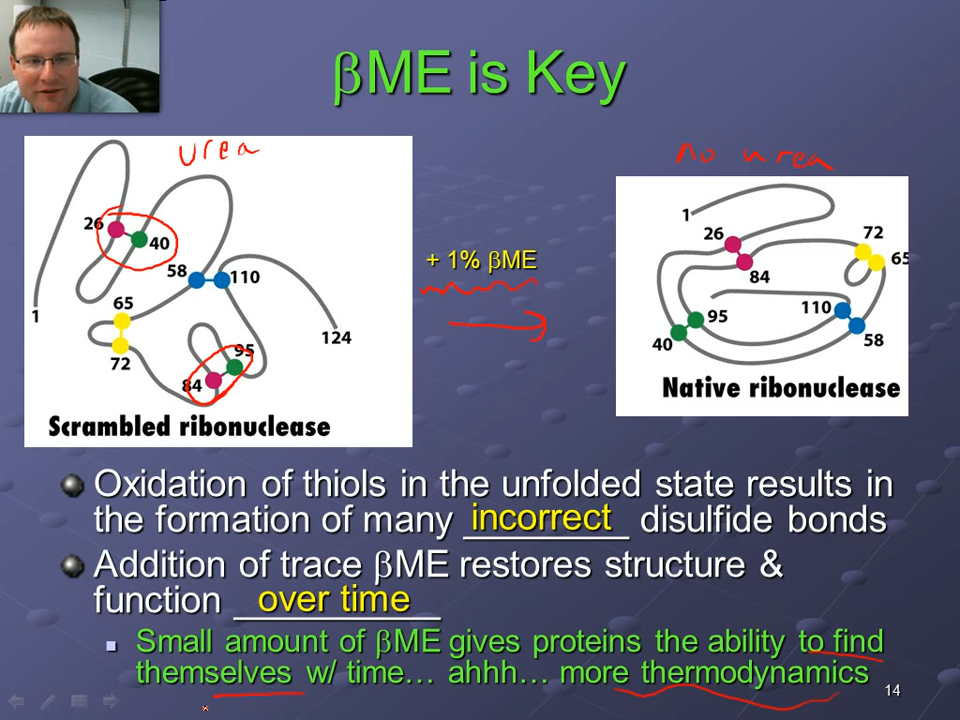 βME is Key
urea
no urea
26
40
58
110
65
1
124
72
95
84
Scrambled ribonuclease
+ 1% βME
1
26
72
65
84
110
95
40
58
Native ribonuclease
Oxidation of thiols in the unfolded state results in
the formation of many incorrect disulfide bonds
Addition of trace βME restores structure &
function over time
Small amount of βME gives proteins the ability to find
themselves w/ time… ahhh… more thermodynamics
14